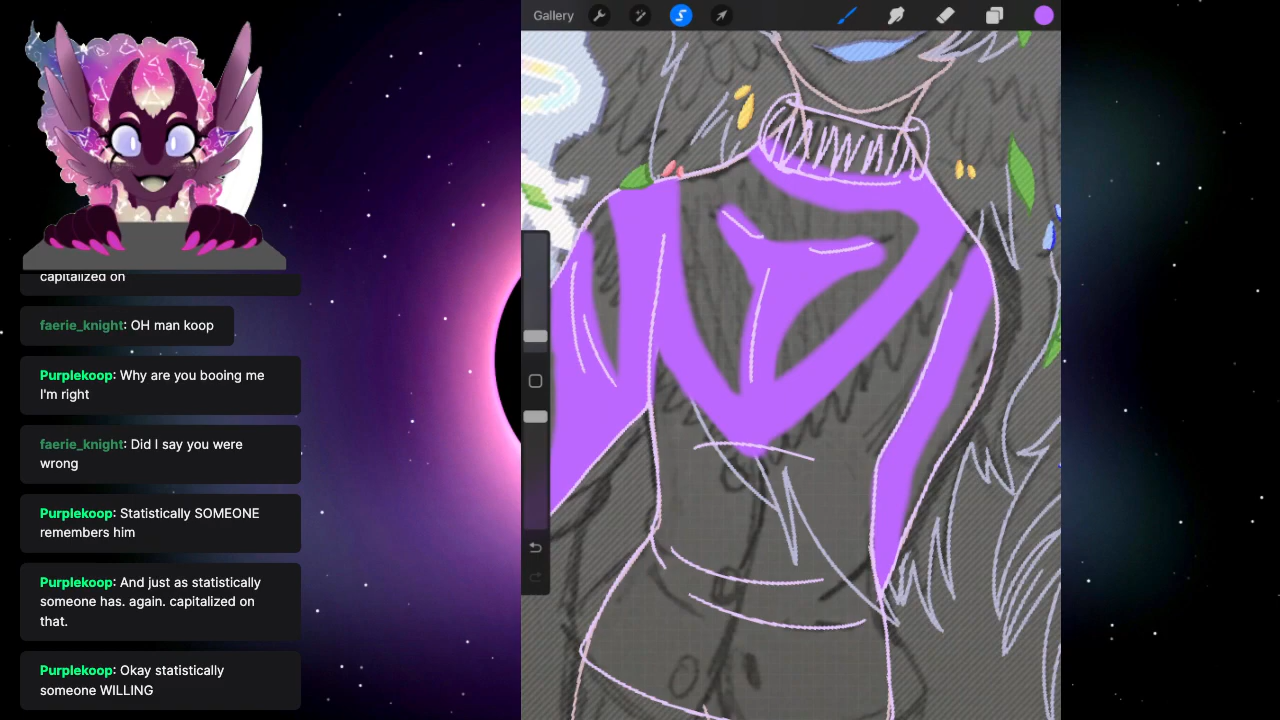 Gallery
capitalized on
faerie_knight: OH man koop
Purplekoop: Why are you booing me
I'm right
faerie_knight: Did I say you were
wrong
Purplekoop: Statistically SOMEONE
remembers him
Purplekoop: And just as statistically
someone has. again. capitalized on
that.
Purplekoop: Okay statistically
someone WILLING